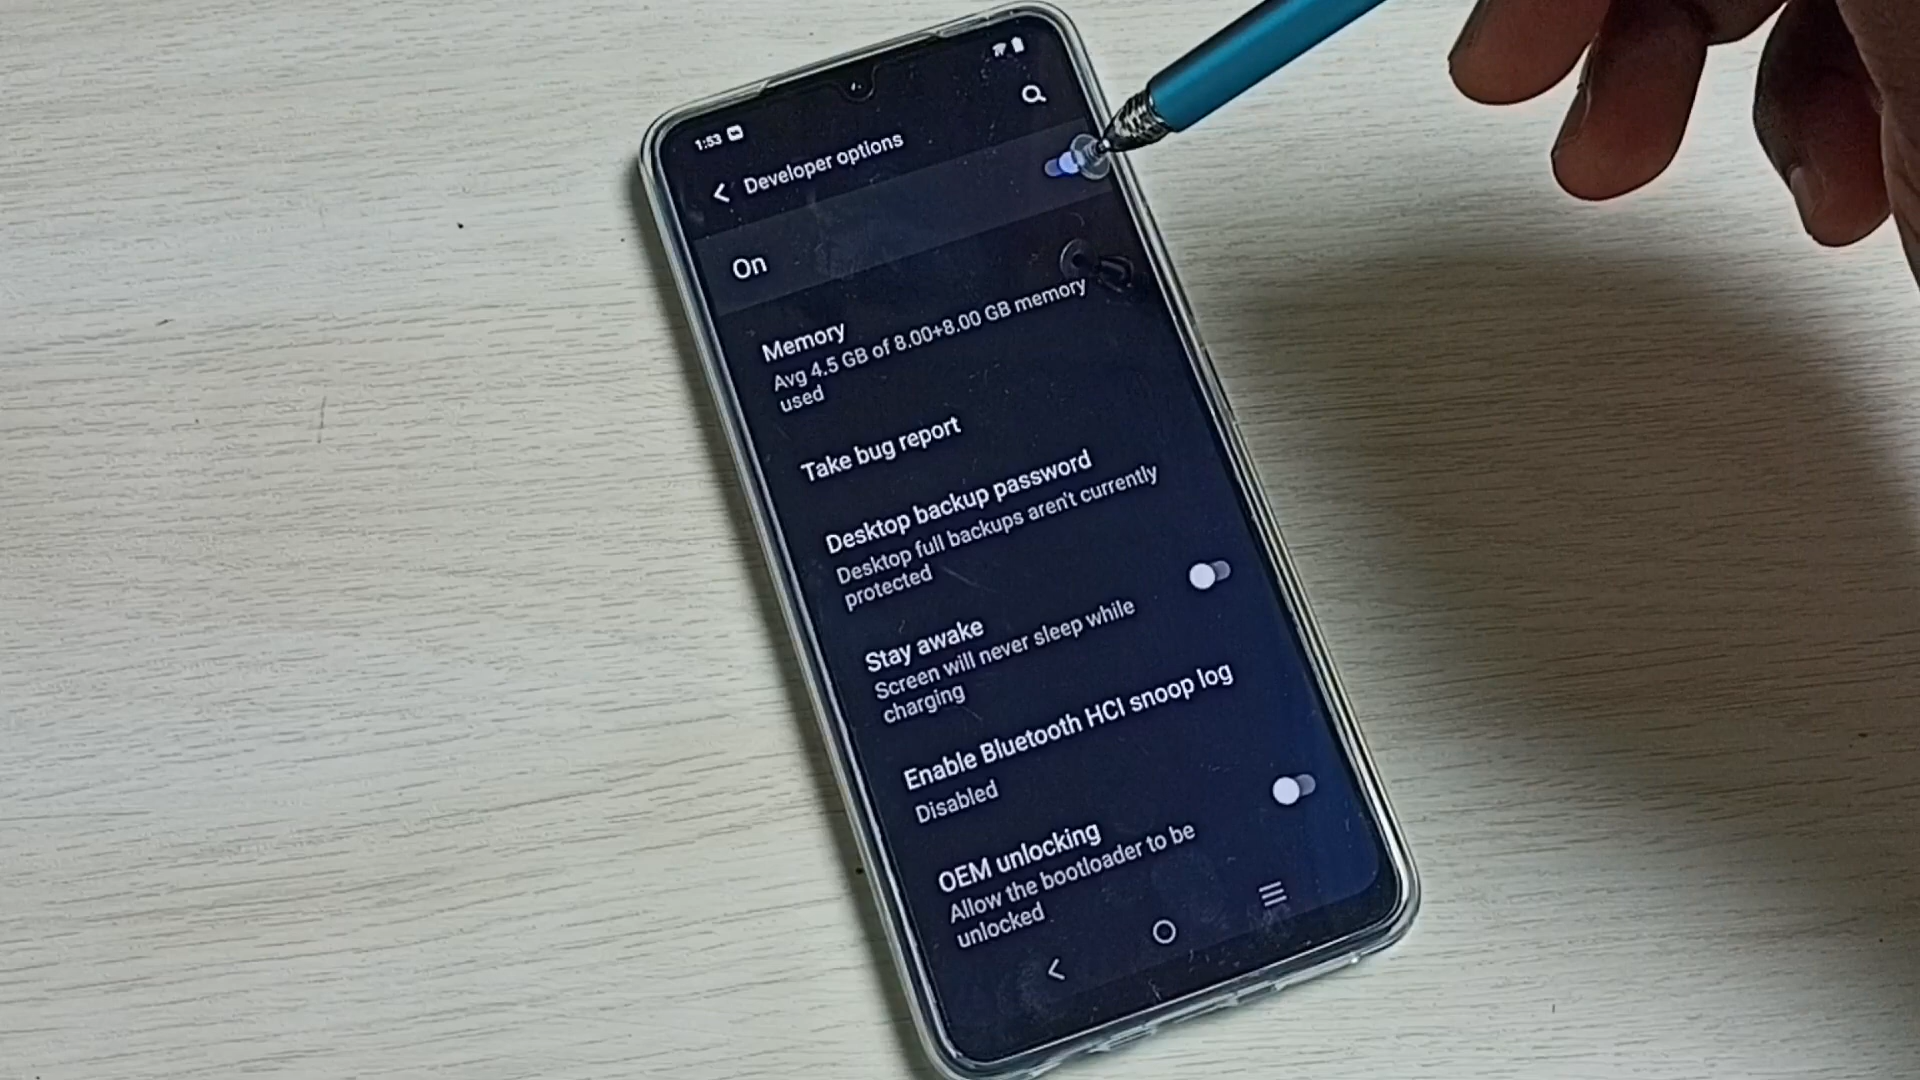 1:53
Developer options
On
Memory
Avg 4.5 GB of 8.00+8.00 GB memory
used
Take bug report
Desktop backup password
Desktop full backups aren't currently
protected
Stay awake
Screen will never sleep while
charging
Enable Bluetooth HCI snoop log
Disabled
OEM unlocking
Allow the bootloader to be
unlocked